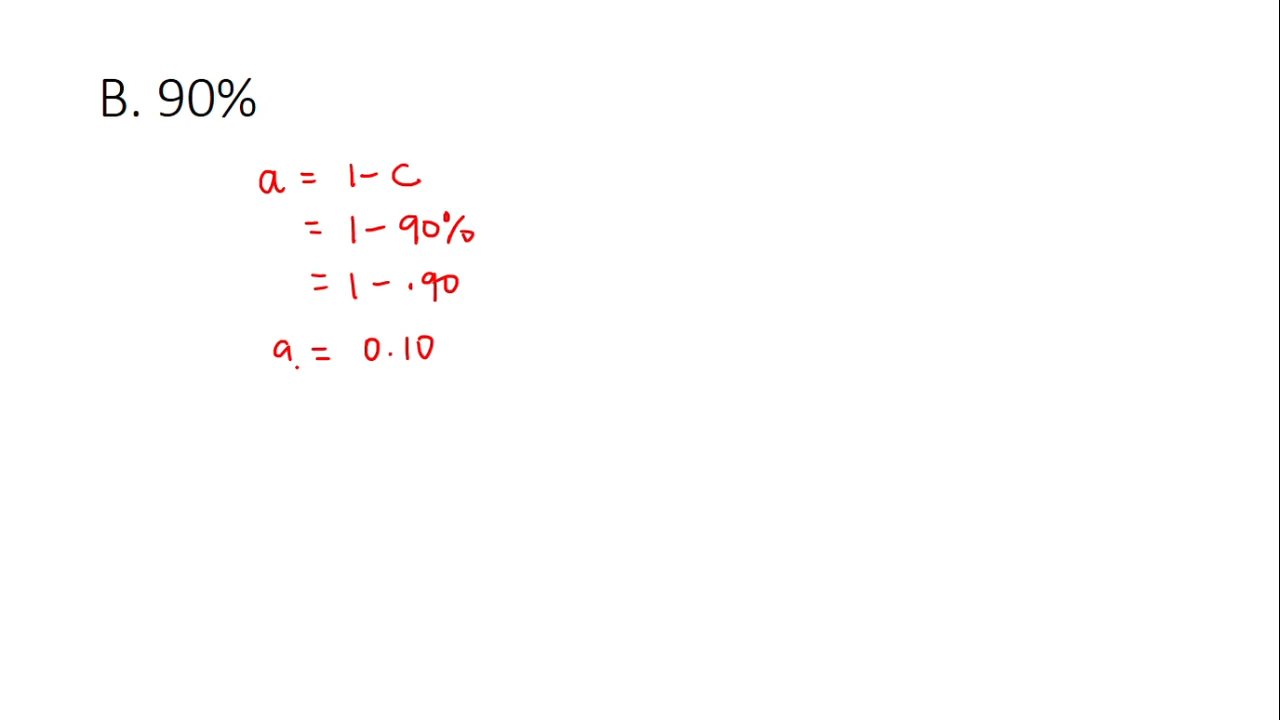 B. 90%
a = 1 - C
= 1 - 90%
= 1 - .90
a. = 0.10